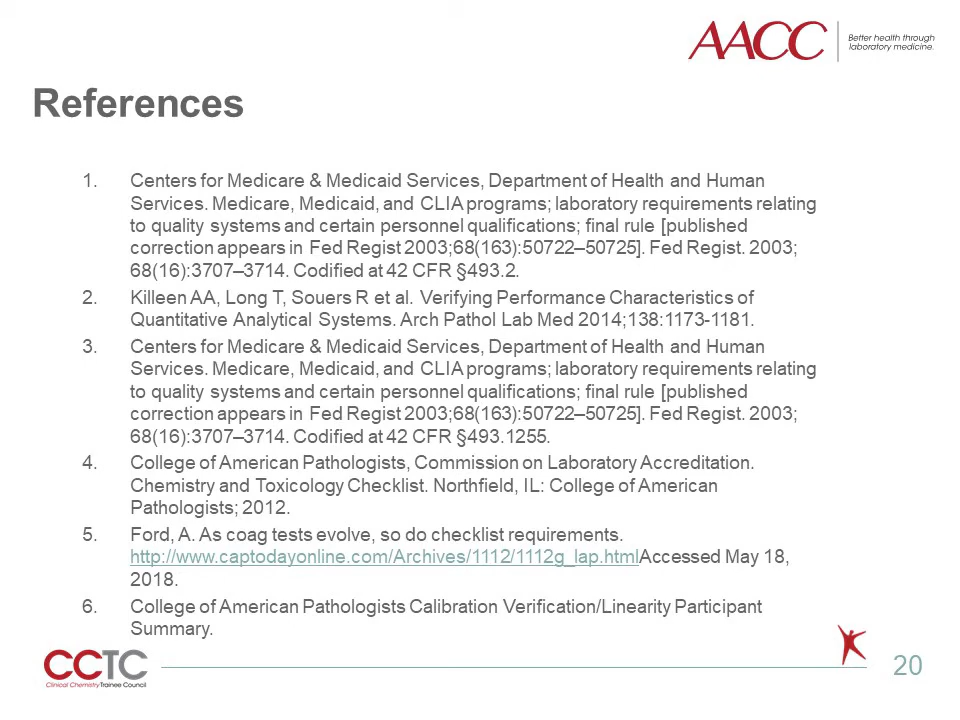 AACC
Better health through
laboratory medicine.
References
1. Centers for Medicare & Medicaid Services, Department of Health and Human
Services. Medicare, Medicaid, and CLIA programs; laboratory requirements relating
to quality systems and certain personnel qualifications; final rule [published
correction appears in Fed Regist 2003;68(163):50722–50725]. Fed Regist. 2003;
68(16):3707–3714. Codified at 42 CFR §493.2.
2. Killeen AA, Long T, Souers R et al. Verifying Performance Characteristics of
Quantitative Analytical Systems. Arch Pathol Lab Med 2014;138:1173-1181.
3. Centers for Medicare & Medicaid Services, Department of Health and Human
Services. Medicare, Medicaid, and CLIA programs; laboratory requirements relating
to quality systems and certain personnel qualifications; final rule [published
correction appears in Fed Regist 2003;68(163):50722–50725]. Fed Regist. 2003;
68(16):3707–3714. Codified at 42 CFR §493.1255.
4. College of American Pathologists, Commission on Laboratory Accreditation.
Chemistry and Toxicology Checklist. Northfield, IL: College of American
Pathologists; 2012.
5. Ford, A. As coag tests evolve, so do checklist requirements.
http://www.captodayonline.com/Archives/1112/1112g_lap.htmlAccessed May 18,
2018.
6. College of American Pathologists Calibration Verification/Linearity Participant
Summary.
CCTC
Clinical Chemistry Trainee Council
20